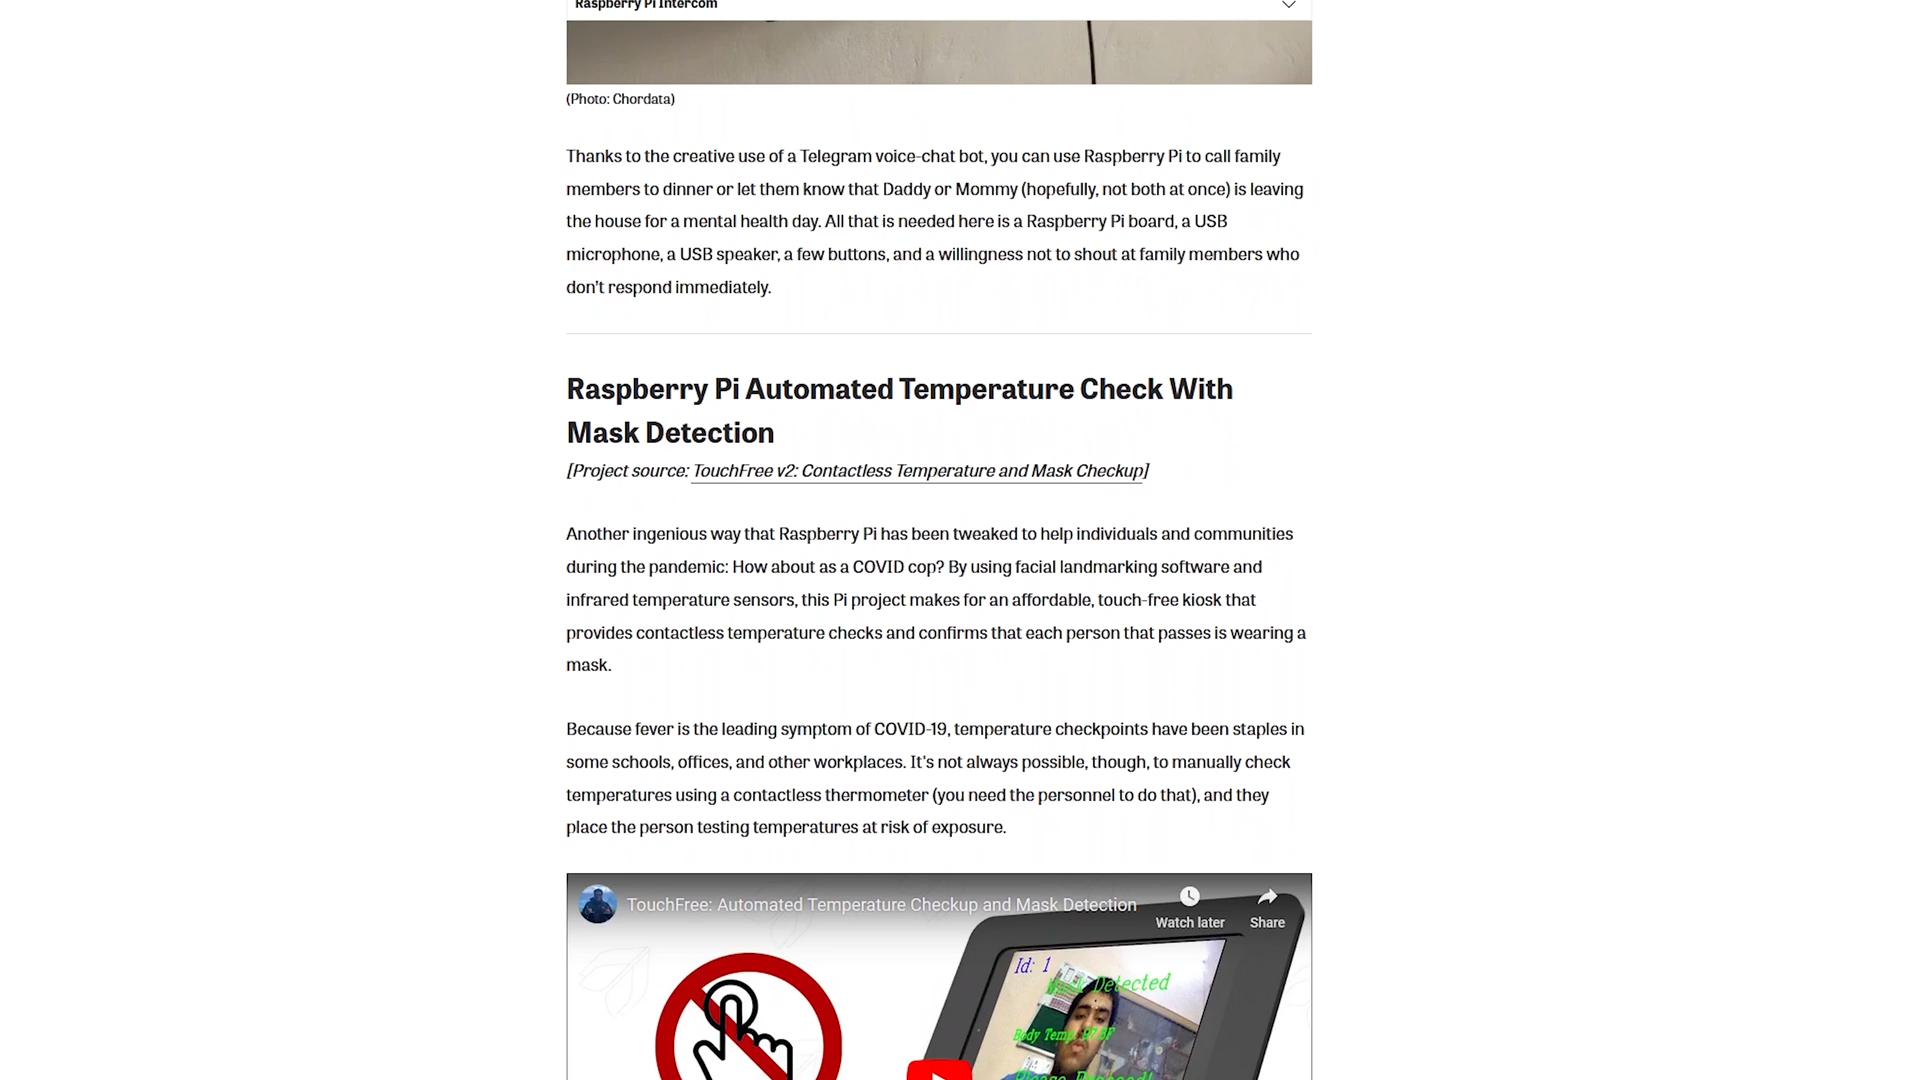 Raspberry Pi Intercom
(Photo: Chordata)
Thanks to the creative use of a Telegram voice-chat bot, you can use Raspberry Pi to call family
members to dinner or let them know that Daddy or Mommy (hopefully, not both at once) is leaving
the house for a mental health day. All that is needed here is a Raspberry Pi board, a USB
microphone, a USB speaker, a few buttons, and a willingness not to shout at family members who
don't respond immediately.
Raspberry Pi Automated Temperature Check With
Mask Detection
[Project source: TouchFree v2: Contactless Temperature and Mask Checkup]
Another ingenious way that Raspberry Pi has been tweaked to help individuals and communities
during the pandemic: How about as a COVID cop? By using facial landmarking software and
infrared temperature sensors, this Pi project makes for an affordable, touch-free kiosk that
provides contactless temperature checks and confirms that each person that passes is wearing a
mask.
Because fever is the leading symptom of COVID-19, temperature checkpoints have been staples in
some schools, offices, and other workplaces. It's not always possible, though, to manually check
temperatures using a contactless thermometer (you need the personnel to do that), and they
place the person testing temperatures at risk of exposure.
TouchFree: Automated Temperature Checkup and Mask Detection
Watch later
Share
Id: 1
Mask Detected
Body Temp:
Please Proceed!